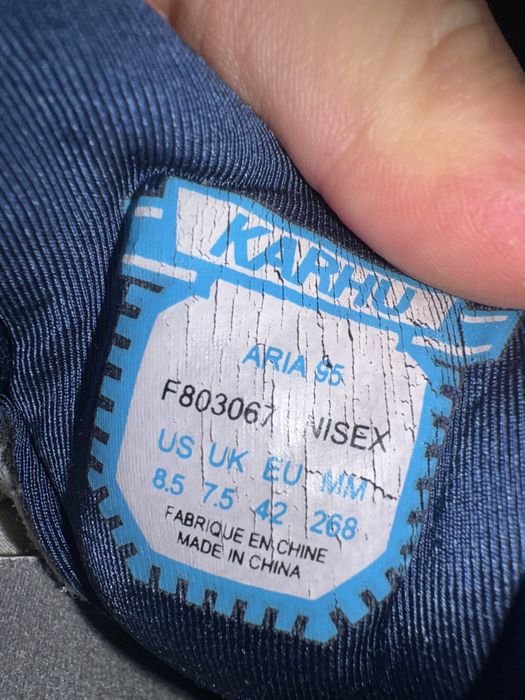 KARHU
ARIA 95
F803067 NISEX
US UK EU MM
8.5 7.5 42 268
FABRIQUE EN CHINE
MADE IN CHINA